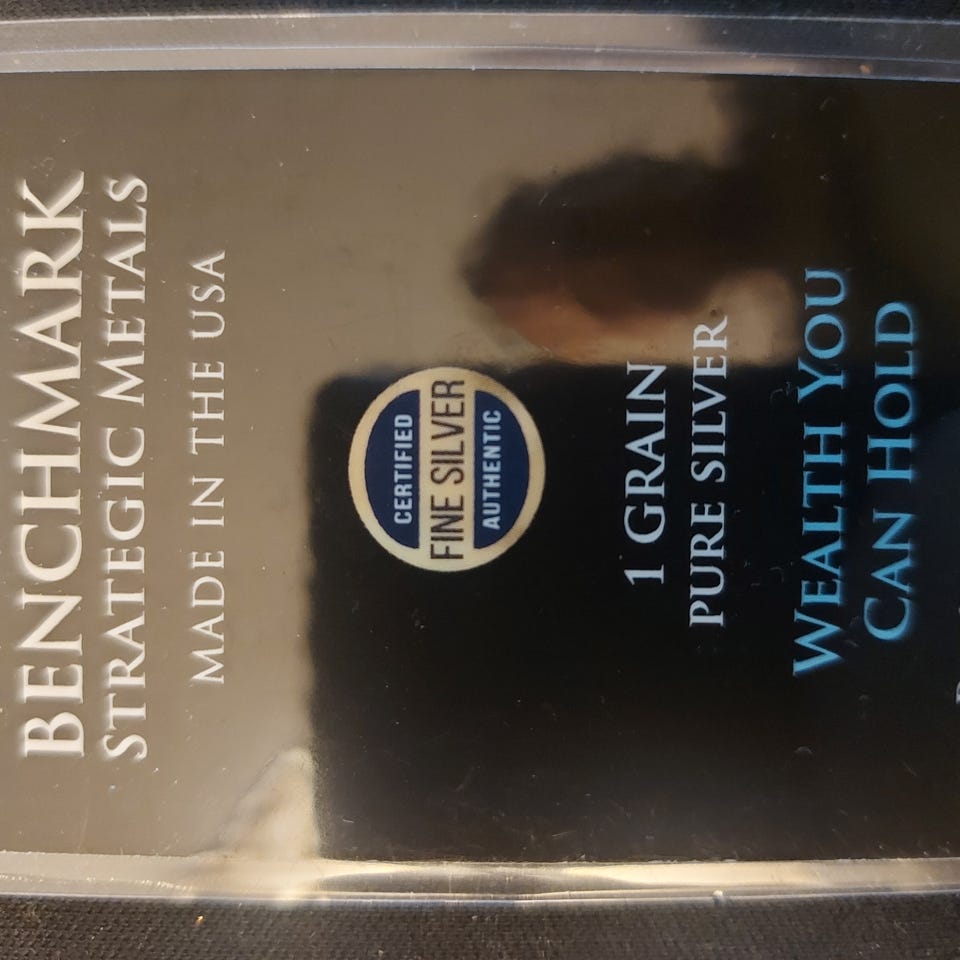 BENCHMARK
STRATEGIC METALS
MADE IN THE USA
CERTIFIED
FINE SILVER
AUTHENTIC
1 GRAIN
PURE SILVER
WEALTH YOU
CAN HOLD